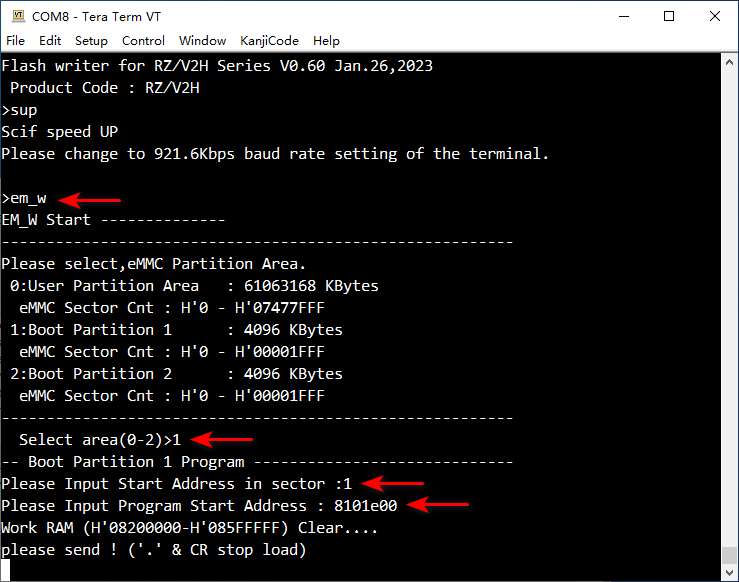 VT COM8 - Tera Term VT
File Edit Setup Control Window KanjiCode Help
Flash writer for RZ/V2H Series V0.60 Jan.26,2023
 Product Code : RZ/V2H
>sup
Scif speed UP
Please change to 921.6Kbps baud rate setting of the terminal.
>em_w
EM_W Start --------------
---------------------------------------------------------
Please select,eMMC Partition Area.
 0:User Partition Area   : 61063168 KBytes
  eMMC Sector Cnt : H'0 - H'07477FFF
 1:Boot Partition 1      : 4096 KBytes
  eMMC Sector Cnt : H'0 - H'00001FFF
 2:Boot Partition 2      : 4096 KBytes
  eMMC Sector Cnt : H'0 - H'00001FFF
---------------------------------------------------------
  Select area(0-2)>1
-- Boot Partition 1 Program -----------------------------
Please Input Start Address in sector :1
Please Input Program Start Address : 8101e00
Work RAM (H'08200000-H'085FFFFF) Clear....
please send ! ('.' & CR stop load)